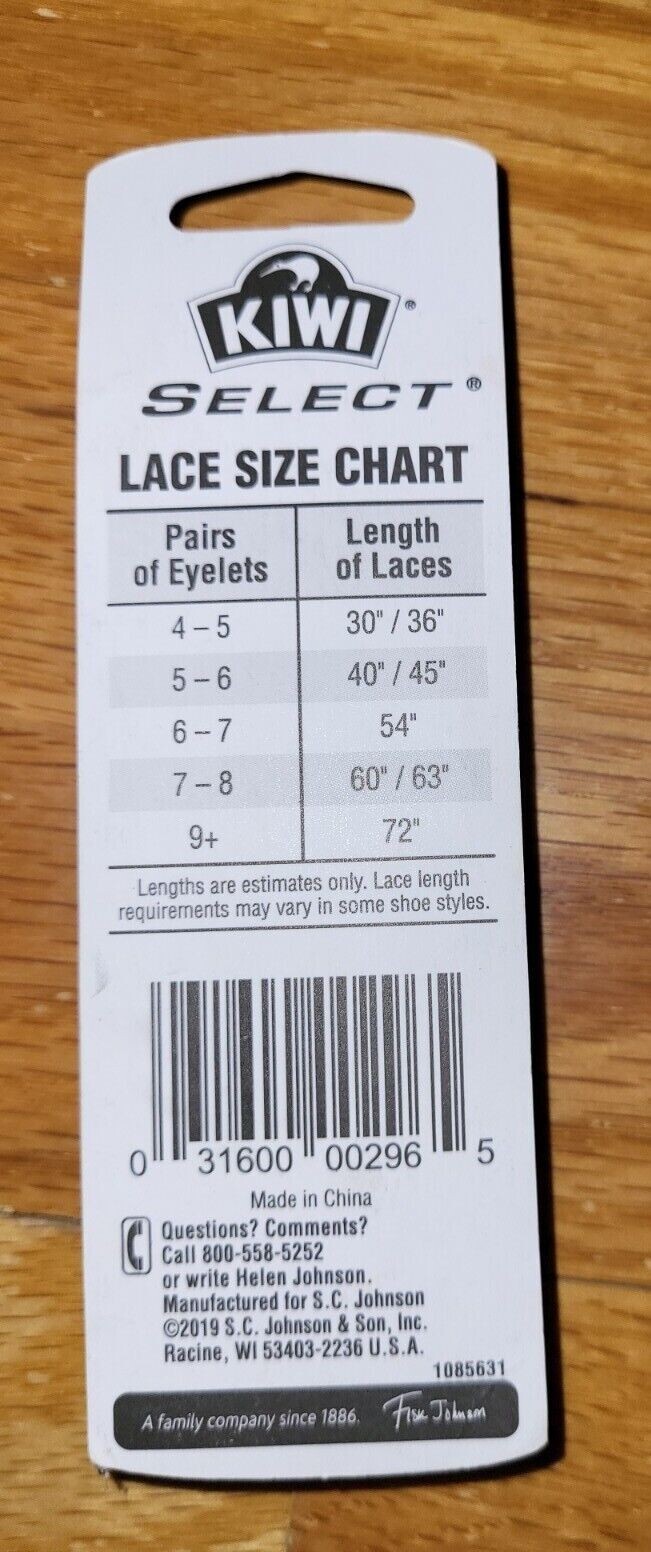 KIWI ®
SELECT ®
LACE SIZE CHART
Pairs of Eyelets	Length of Laces
4 – 5	30" / 36"
5 – 6	40" / 45"
6 – 7	54"
7 – 8	60" / 63"
9+	72"
Lengths are estimates only. Lace length
requirements may vary in some shoe styles.
0 31600 00296 5
Made in China
Questions? Comments?
Call 800-558-5252
or write Helen Johnson.
Manufactured for S.C. Johnson
©2019 S.C. Johnson & Son, Inc.
Racine, WI 53403-2236 U.S.A.
1085631
A family company since 1886. Fisk Johnson